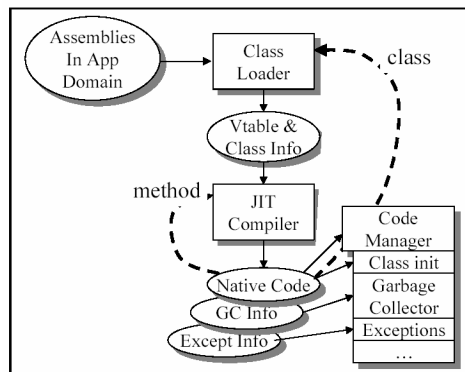 Assemblies
In App
Domain
Class
Loader
class
Vtable &
Class Info
method
JIT
Compiler
Code
Manager
Class init
Native Code
Garbage
Collector
GC Info
Exceptions
Except Info
...